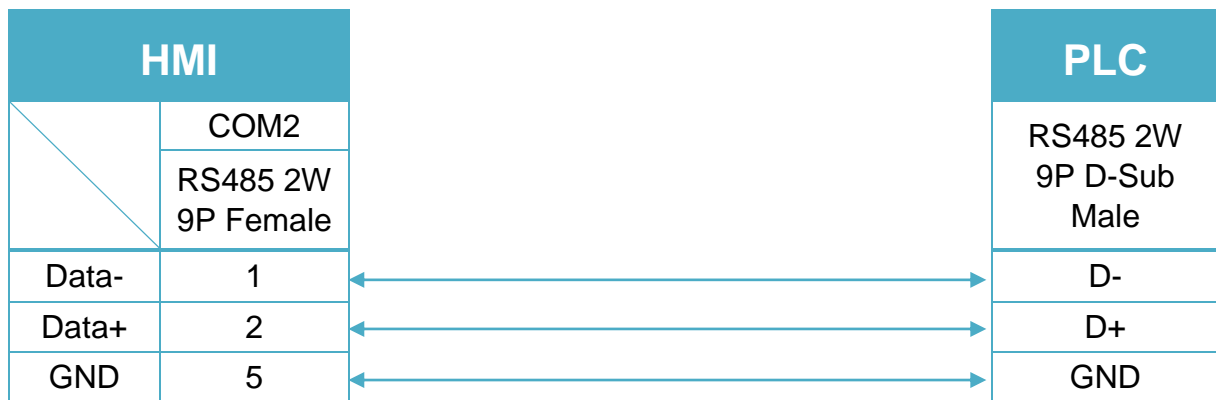 HMI
PLC
COM2
RS485 2W
9P Female
RS485 2W
9P D-Sub
Male
Data- 1 D-
Data+ 2 D+
GND 5 GND